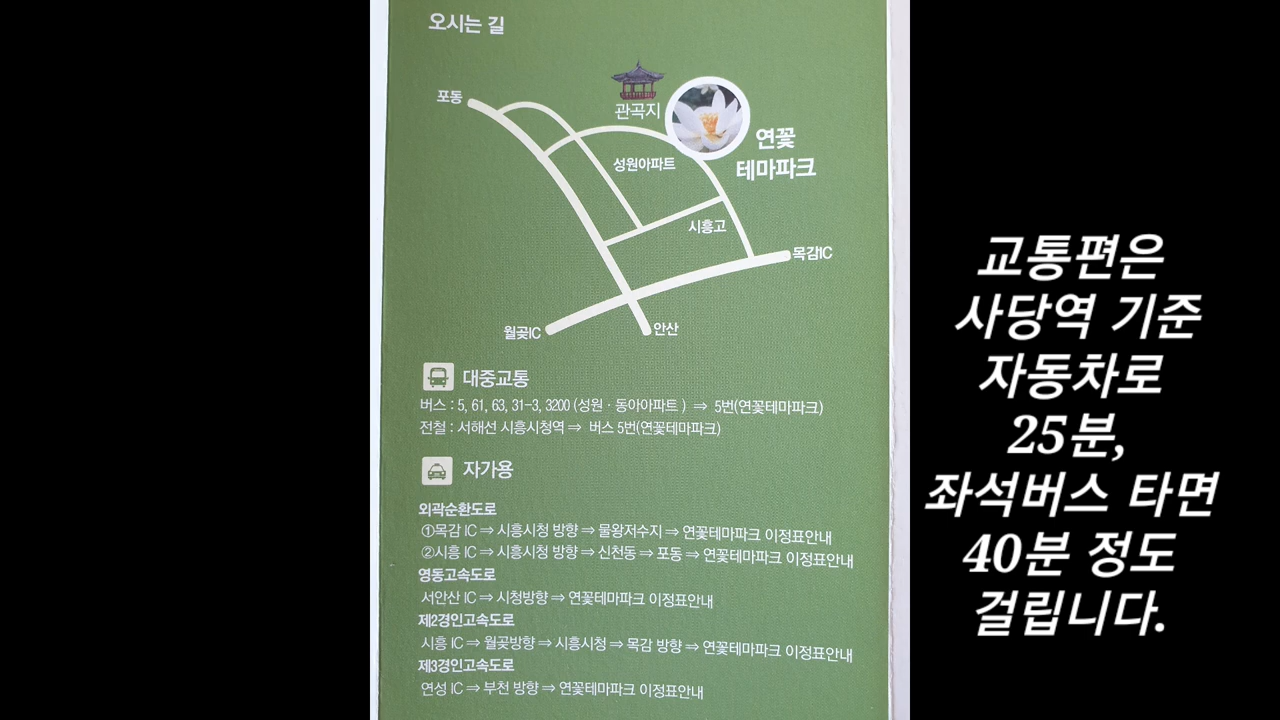 오시는 길
포동
관곡지
연꽃
테마파크
성원아파트
시흥고
목감IC
월곶IC
안산
대중교통
버스 : 5, 61, 63, 31-3, 3200 (성원 · 동아아파트 ) ⇒ 5번(연꽃테마파크)
전철 : 서해선 시흥시청역 ⇒ 버스 5번(연꽃테마파크)
자가용
외곽순환도로
①목감 IC ⇒ 시흥시청 방향 ⇒ 물왕저수지 ⇒ 연꽃테마파크 이정표안내
②시흥 IC ⇒ 시흥시청 방향 ⇒ 신천동 ⇒ 포동 ⇒ 연꽃테마파크 이정표안내
영동고속도로
서안산 IC ⇒ 시청방향 ⇒ 연꽃테마파크 이정표안내
제2경인고속도로
시흥 IC ⇒ 월곶방향 ⇒ 시흥시청 ⇒ 목감 방향 ⇒ 연꽃테마파크 이정표안내
제3경인고속도로
연성 IC ⇒ 부천 방향 ⇒ 연꽃테마파크 이정표안내
교통편은
사당역 기준
자동차로
25분,
좌석버스 타면
40분 정도
걸립니다.